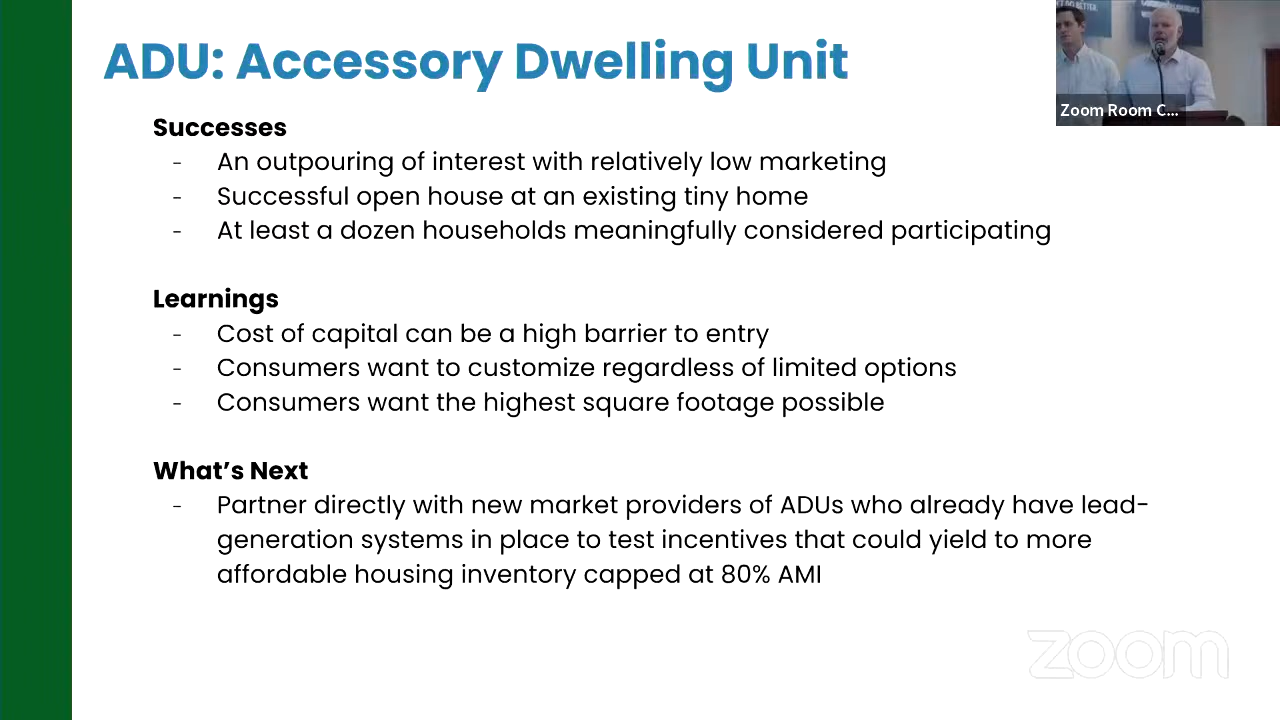 ADU: Accessory Dwelling Unit
Successes
- An outpouring of interest with relatively low marketing
- Successful open house at an existing tiny home
- At least a dozen households meaningfully considered participating
Learnings
- Cost of capital can be a high barrier to entry
- Consumers want to customize regardless of limited options
- Consumers want the highest square footage possible
What's Next
- Partner directly with new market providers of ADUs who already have lead-
generation systems in place to test incentives that could yield to more
affordable housing inventory capped at 80% AMI
Zoom Room C...
zoom